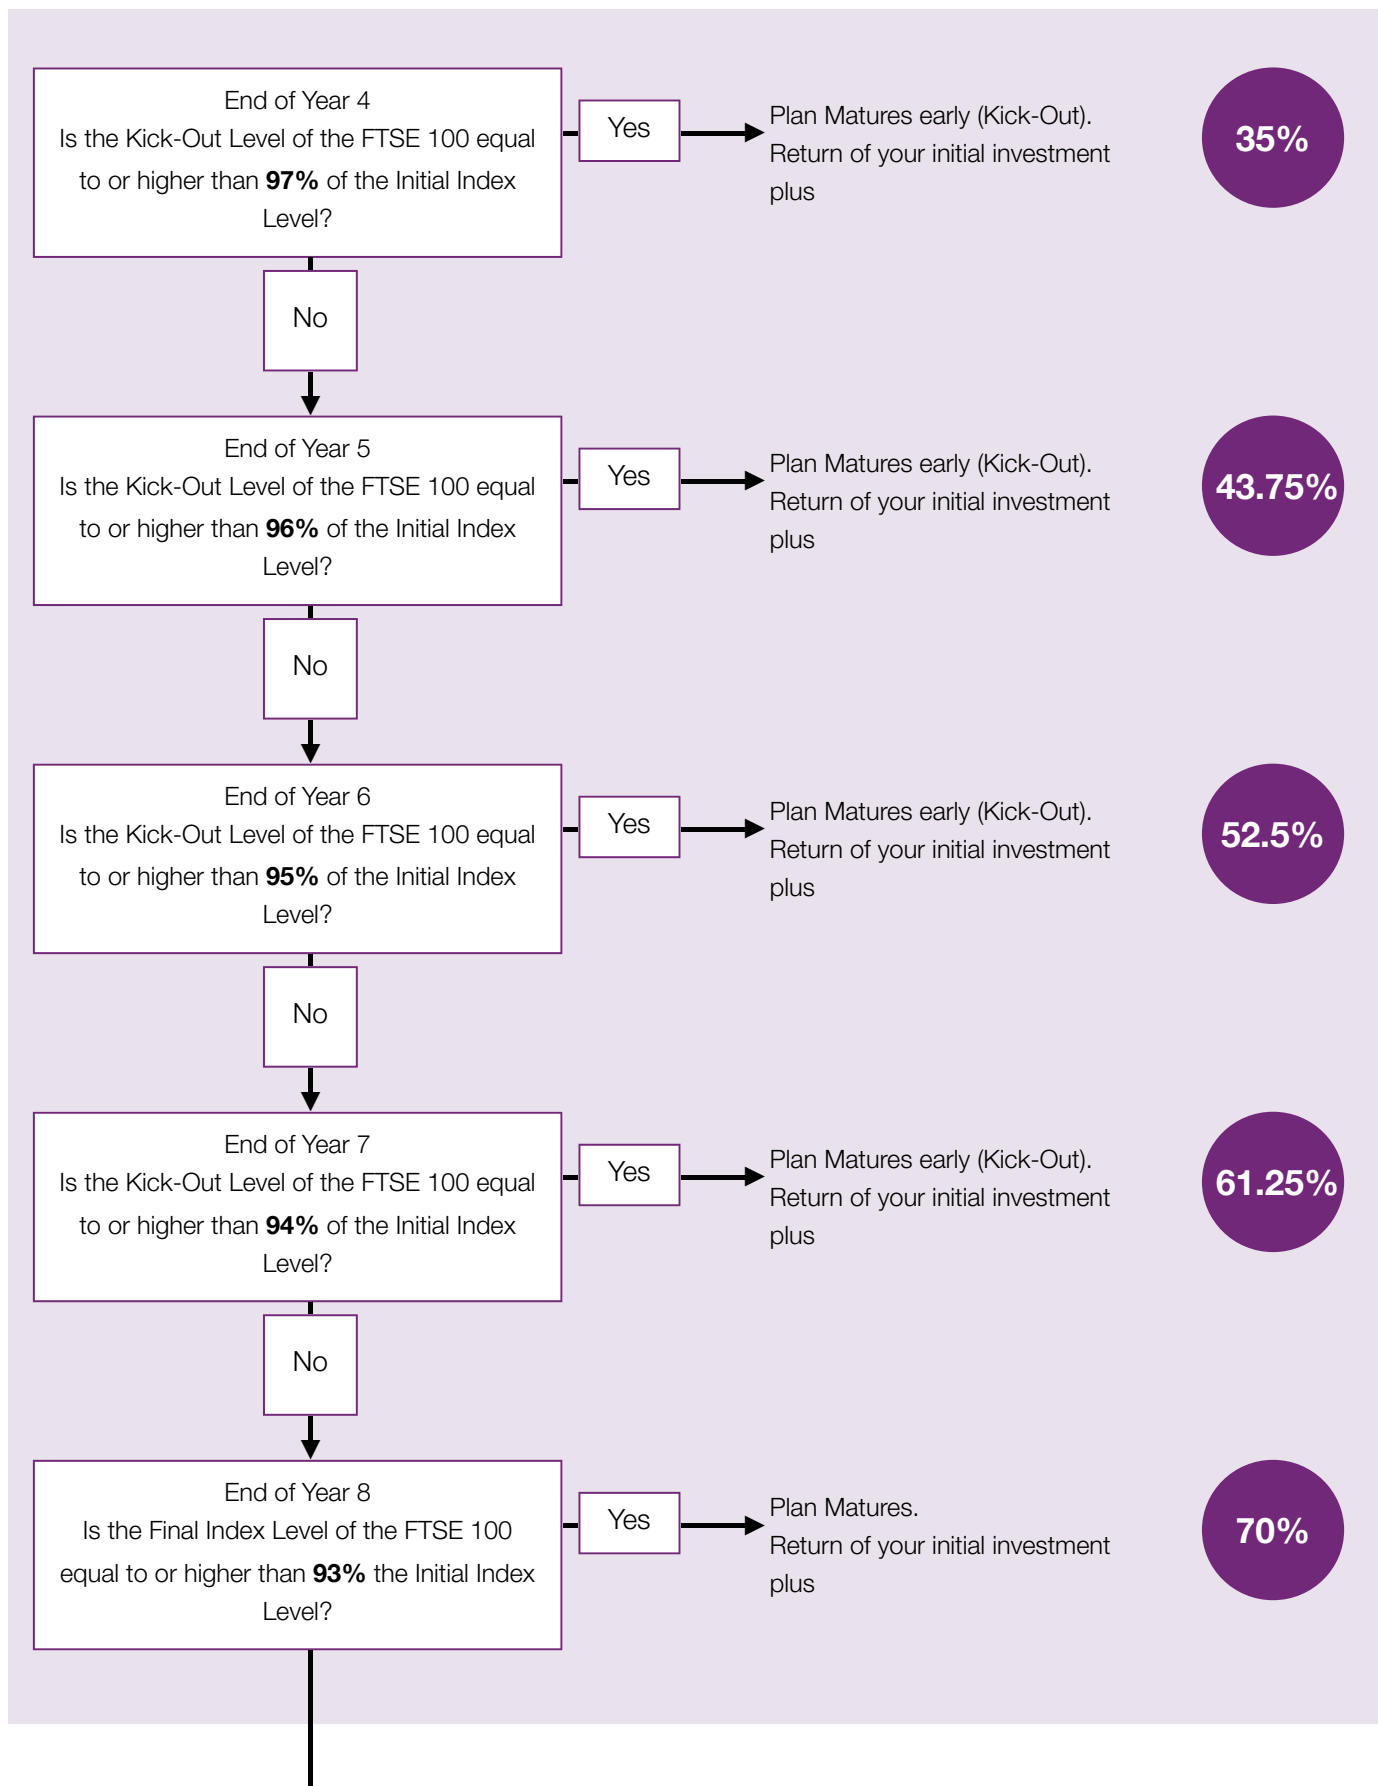 End of Year 4
Is the Kick-Out Level of the FTSE 100 equal
to or higher than 97% of the Initial Index
Level?
Yes
Plan Matures early (Kick-Out).
Return of your initial investment
plus
35%
No
End of Year 5
Is the Kick-Out Level of the FTSE 100 equal
to or higher than 96% of the Initial Index
Level?
Yes
Plan Matures early (Kick-Out).
Return of your initial investment
plus
43.75%
No
End of Year 6
Is the Kick-Out Level of the FTSE 100 equal
to or higher than 95% of the Initial Index
Level?
Yes
Plan Matures early (Kick-Out).
Return of your initial investment
plus
52.5%
No
End of Year 7
Is the Kick-Out Level of the FTSE 100 equal
to or higher than 94% of the Initial Index
Level?
Yes
Plan Matures early (Kick-Out).
Return of your initial investment
plus
61.25%
No
End of Year 8
Is the Final Index Level of the FTSE 100
equal to or higher than 93% the Initial Index
Level?
Yes
Plan Matures.
Return of your initial investment
plus
70%